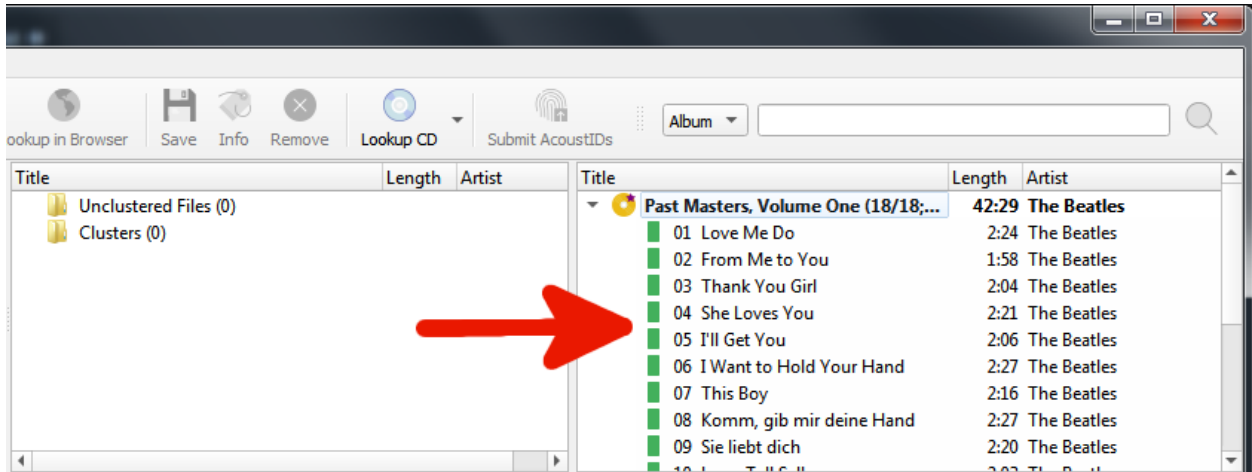 ookup in Browser Save Info Remove Lookup CD Submit AcoustIDs Album
Title Length Artist Title Length Artist
Unclustered Files (0) Past Masters, Volume One (18/18;... 42:29 The Beatles
Clusters (0) 01 Love Me Do 2:24 The Beatles
02 From Me to You 1:58 The Beatles
03 Thank You Girl 2:04 The Beatles
04 She Loves You 2:21 The Beatles
05 I'll Get You 2:06 The Beatles
06 I Want to Hold Your Hand 2:27 The Beatles
07 This Boy 2:16 The Beatles
08 Komm, gib mir deine Hand 2:27 The Beatles
09 Sie liebt dich 2:20 The Beatles